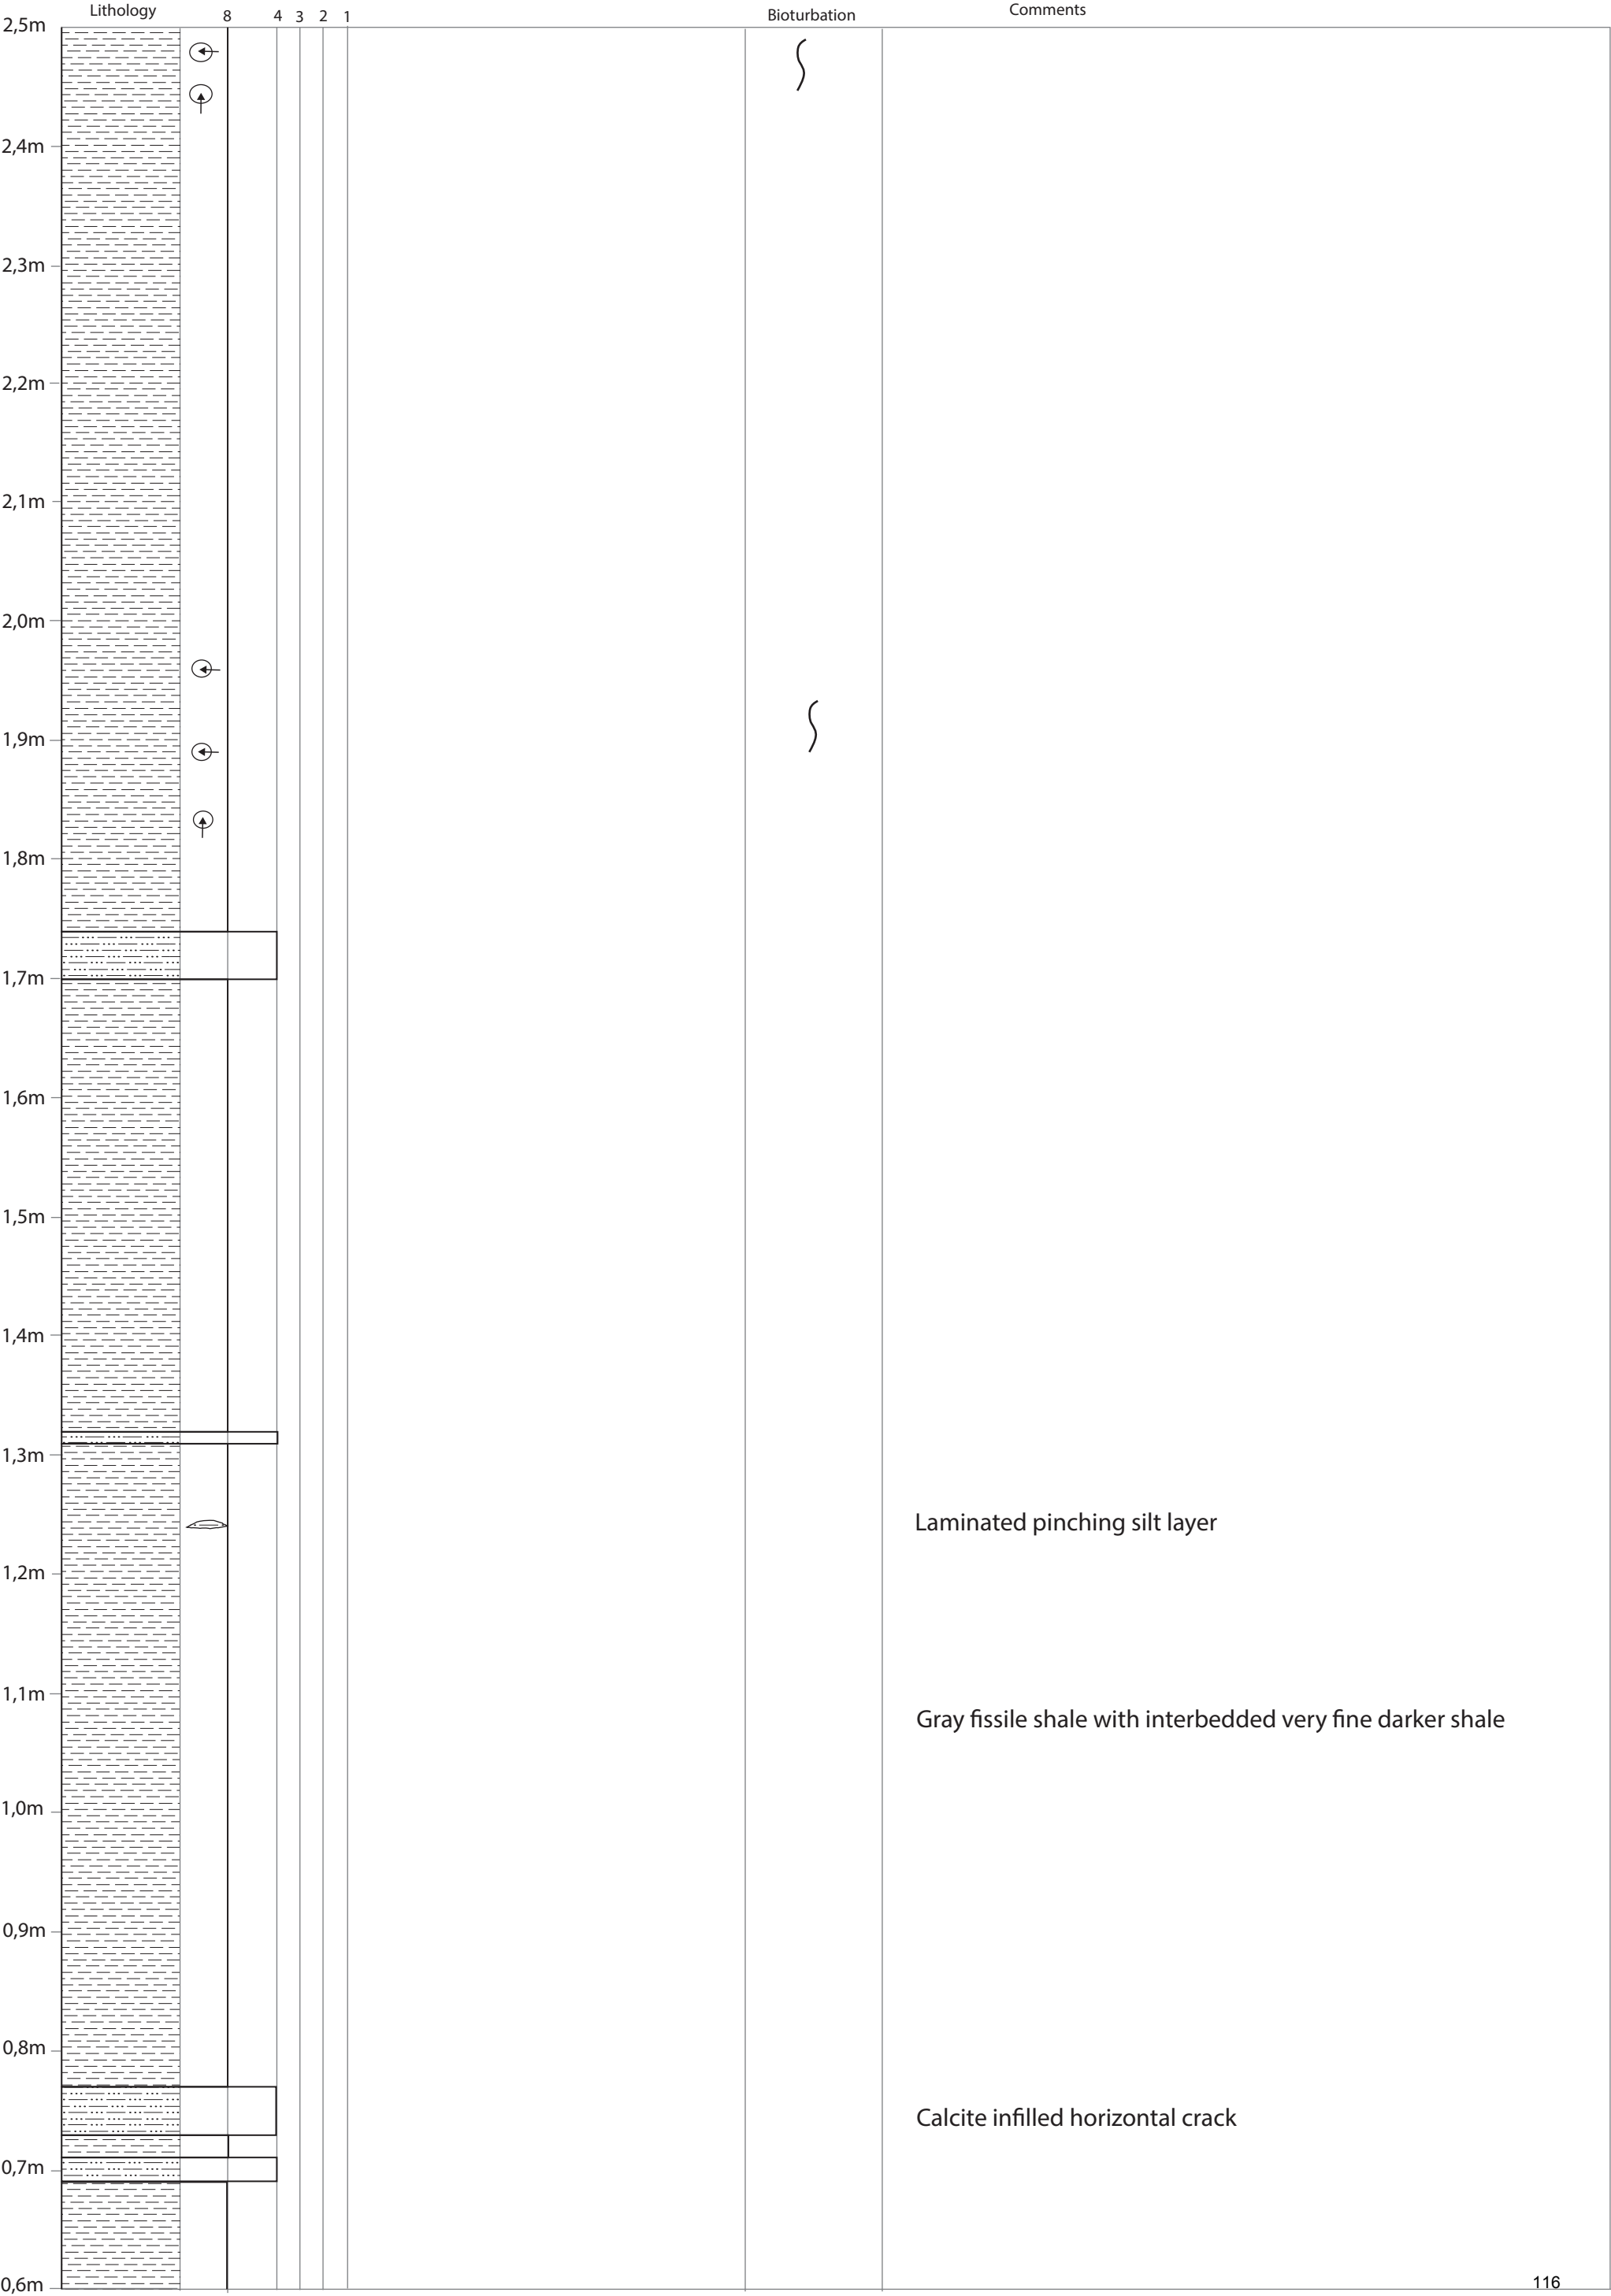 Lithology 8 4 3 2 1 Bioturbation Comments
2,5m
2,4m
2,3m
2,2m
2,1m
2,0m
1,9m
1,8m
1,7m
1,6m
1,5m
1,4m
1,3m
Laminated pinching silt layer
1,2m
1,1m
Gray fissile shale with interbedded very fine darker shale
1,0m
0,9m
0,8m
Calcite infilled horizontal crack
0,7m
0,6m
116